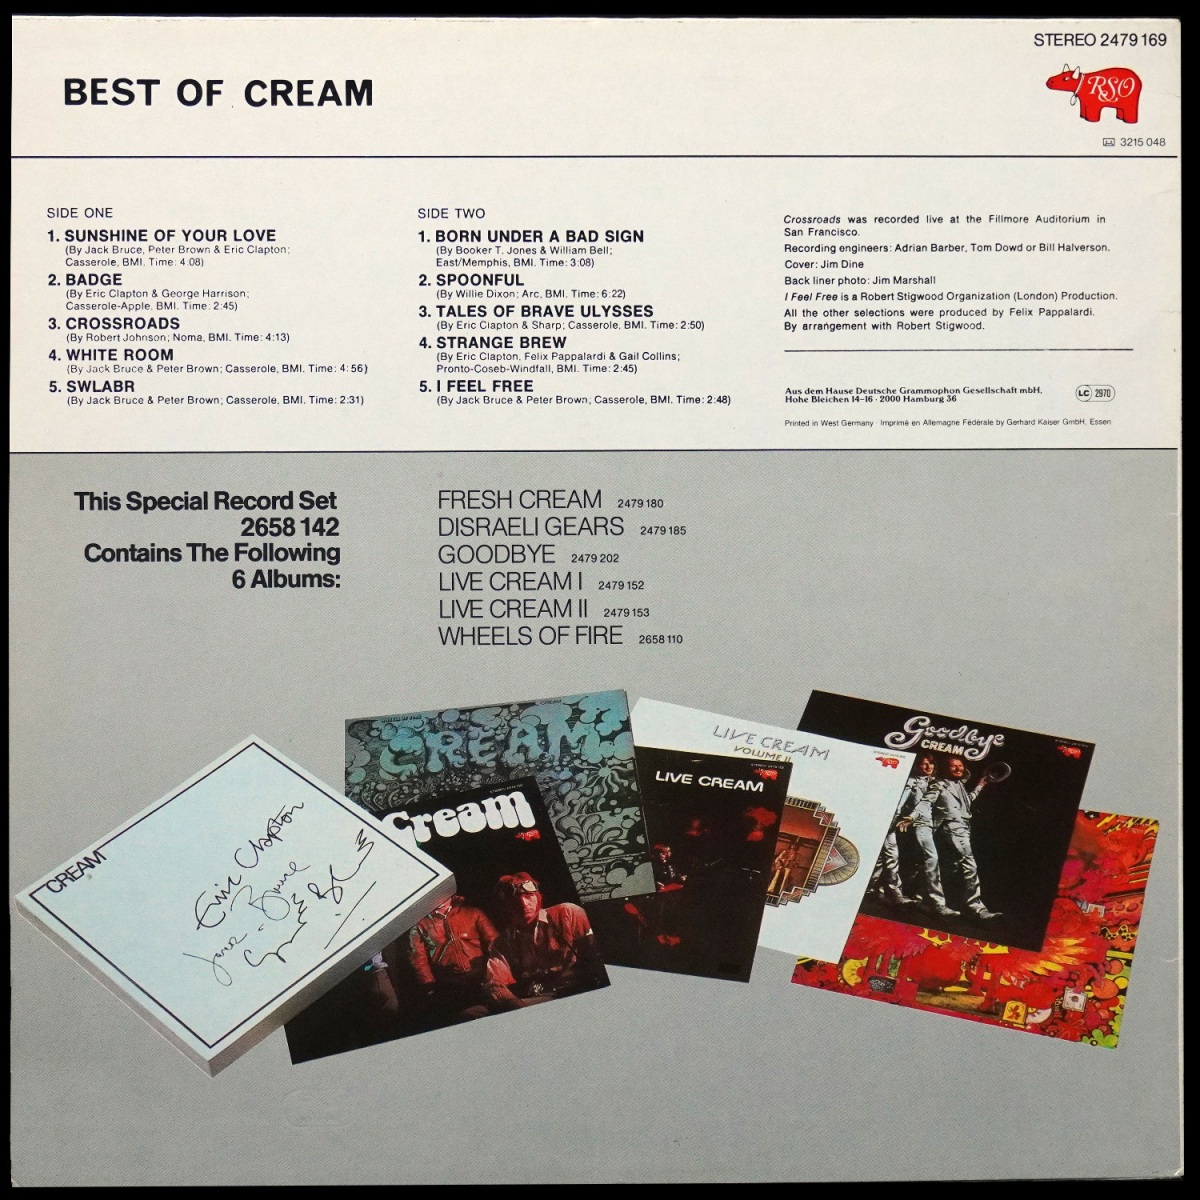 STEREO 2479 169
BEST OF CREAM
RSO
3215 048
SIDE ONE
1. SUNSHINE OF YOUR LOVE
(By Jack Bruce, Peter Brown & Eric Clapton;
Casserole, BMI. Time: 4:08)
2. BADGE
(By Eric Clapton & George Harrison;
Casserole-Apple, BMI. Time: 2:45)
3. CROSSROADS
(By Robert Johnson; Noma, BMI. Time: 4:13)
4. WHITE ROOM
(By Jack Bruce & Peter Brown; Casserole, BMI. Time: 4:56)
5. SWLABR
(By Jack Bruce & Peter Brown; Casserole, BMI. Time: 2:31)
SIDE TWO
1. BORN UNDER A BAD SIGN
(By Booker T. Jones & William Bell;
East/Memphis, BMI. Time: 3:08)
2. SPOONFUL
(By Willie Dixon; Arc, BMI. Time: 6:22)
3. TALES OF BRAVE ULYSSES
(By Eric Clapton & Sharp; Casserole, BMI. Time: 2:50)
4. STRANGE BREW
(By Eric Clapton, Felix Pappalardi & Gail Collins;
Pronto-Coseb-Windfall, BMI. Time: 2:45)
5. I FEEL FREE
(By Jack Bruce & Peter Brown; Casserole, BMI. Time: 2:48)
Crossroads was recorded live at the Fillmore Auditorium in
San Francisco.
Recording engineers: Adrian Barber, Tom Dowd or Bill Halverson.
Cover: Jim Dine
Back liner photo: Jim Marshall
I Feel Free is a Robert Stigwood Organization (London) Production.
All the other selections were produced by Felix Pappalardi.
By arrangement with Robert Stigwood.
Aus dem Hause Deutsche Grammophon Gesellschaft mbH,
Hohe Bleichen 14-16 · 2000 Hamburg 36
LC 2970
Printed in West Germany · Imprimé en Allemagne Fédérale by Gerhard Kaiser GmbH, Essen
This Special Record Set
2658 142
Contains The Following
6 Albums:
FRESH CREAM 2479 180
DISRAELI GEARS 2479 185
GOODBYE 2479 202
LIVE CREAM I 2479 152
LIVE CREAM II 2479 153
WHEELS OF FIRE 2658 110
CREAM
Eric Clapton
Jack Bruce
CREAM
Cream
LIVE CREAM
LIVE CREAM
VOLUME II
Goodbye
CREAM